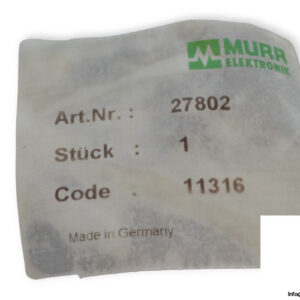 MURR
ELEKTRONIK
Art.Nr. : 27802
Stück : 1
Code . 11316
Made in Germany